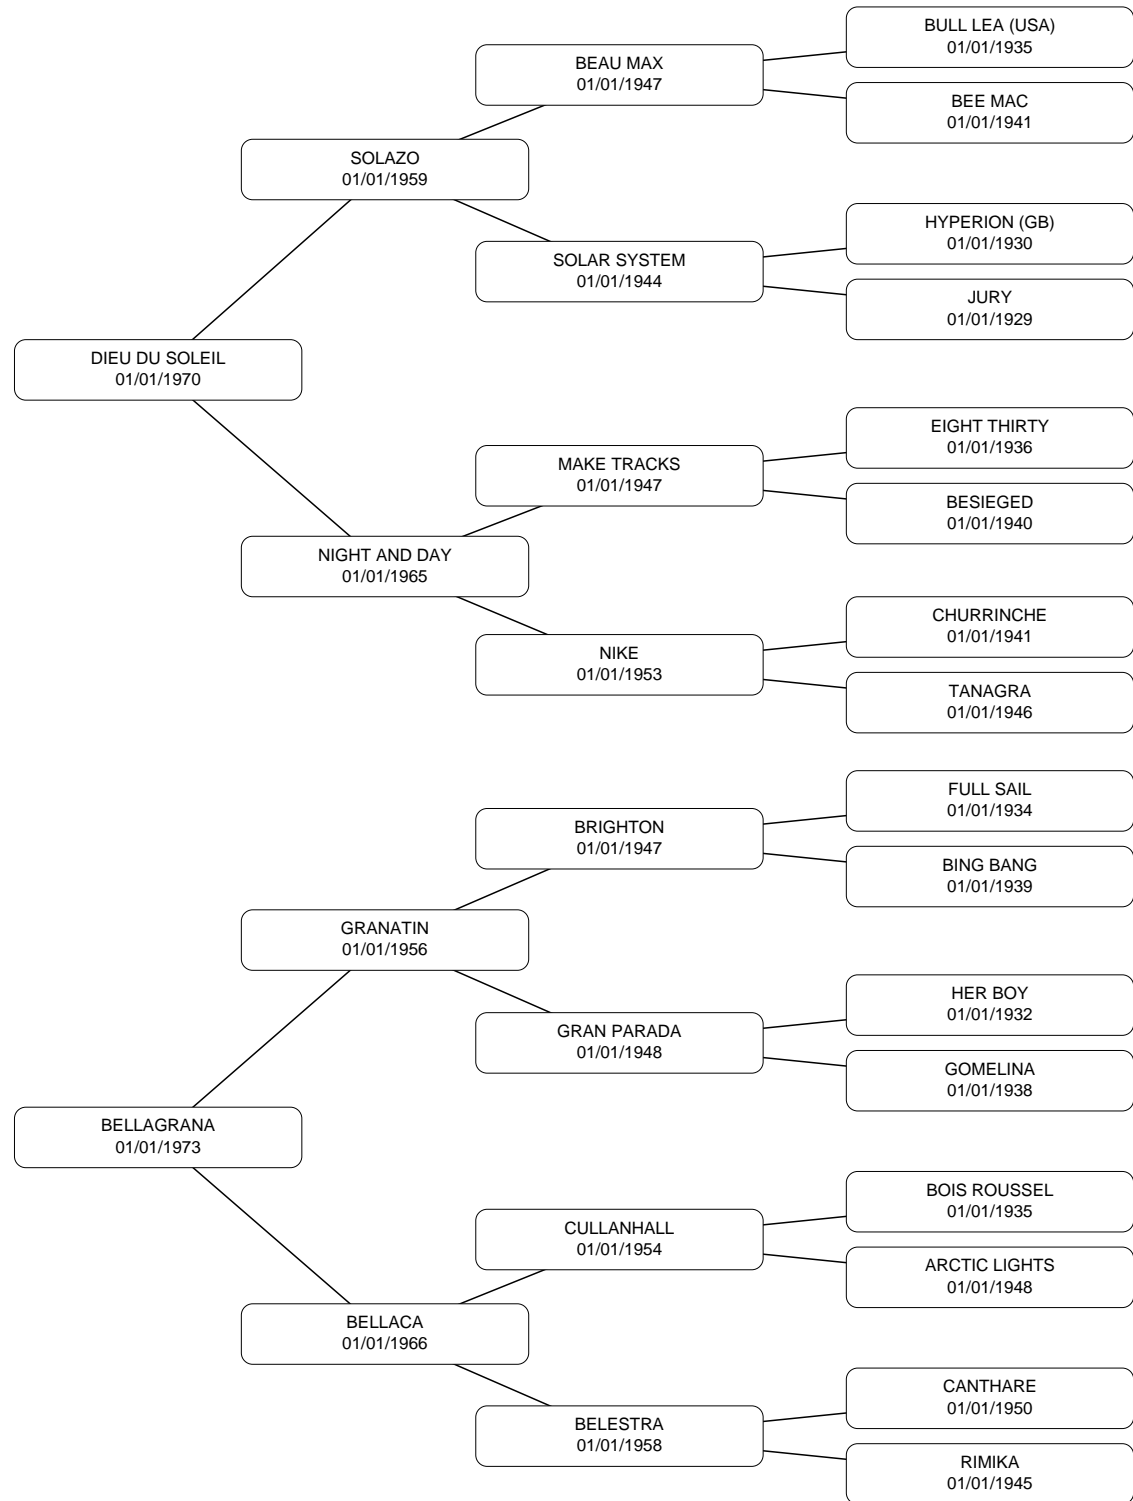 BULL LEA (USA)
01/01/1935
BEAU MAX
01/01/1947
BEE MAC
01/01/1941
SOLAZO
01/01/1959
HYPERION (GB)
01/01/1930
SOLAR SYSTEM
01/01/1944
JURY
01/01/1929
DIEU DU SOLEIL
01/01/1970
EIGHT THIRTY
01/01/1936
MAKE TRACKS
01/01/1947
BESIEGED
01/01/1940
NIGHT AND DAY
01/01/1965
CHURRINCHE
01/01/1941
NIKE
01/01/1953
TANAGRA
01/01/1946
FULL SAIL
01/01/1934
BRIGHTON
01/01/1947
BING BANG
01/01/1939
GRANATIN
01/01/1956
HER BOY
01/01/1932
GRAN PARADA
01/01/1948
GOMELINA
01/01/1938
BELLAGRANA
01/01/1973
BOIS ROUSSEL
01/01/1935
CULLANHALL
01/01/1954
ARCTIC LIGHTS
01/01/1948
BELLACA
01/01/1966
CANTHARE
01/01/1950
BELESTRA
01/01/1958
RIMIKA
01/01/1945